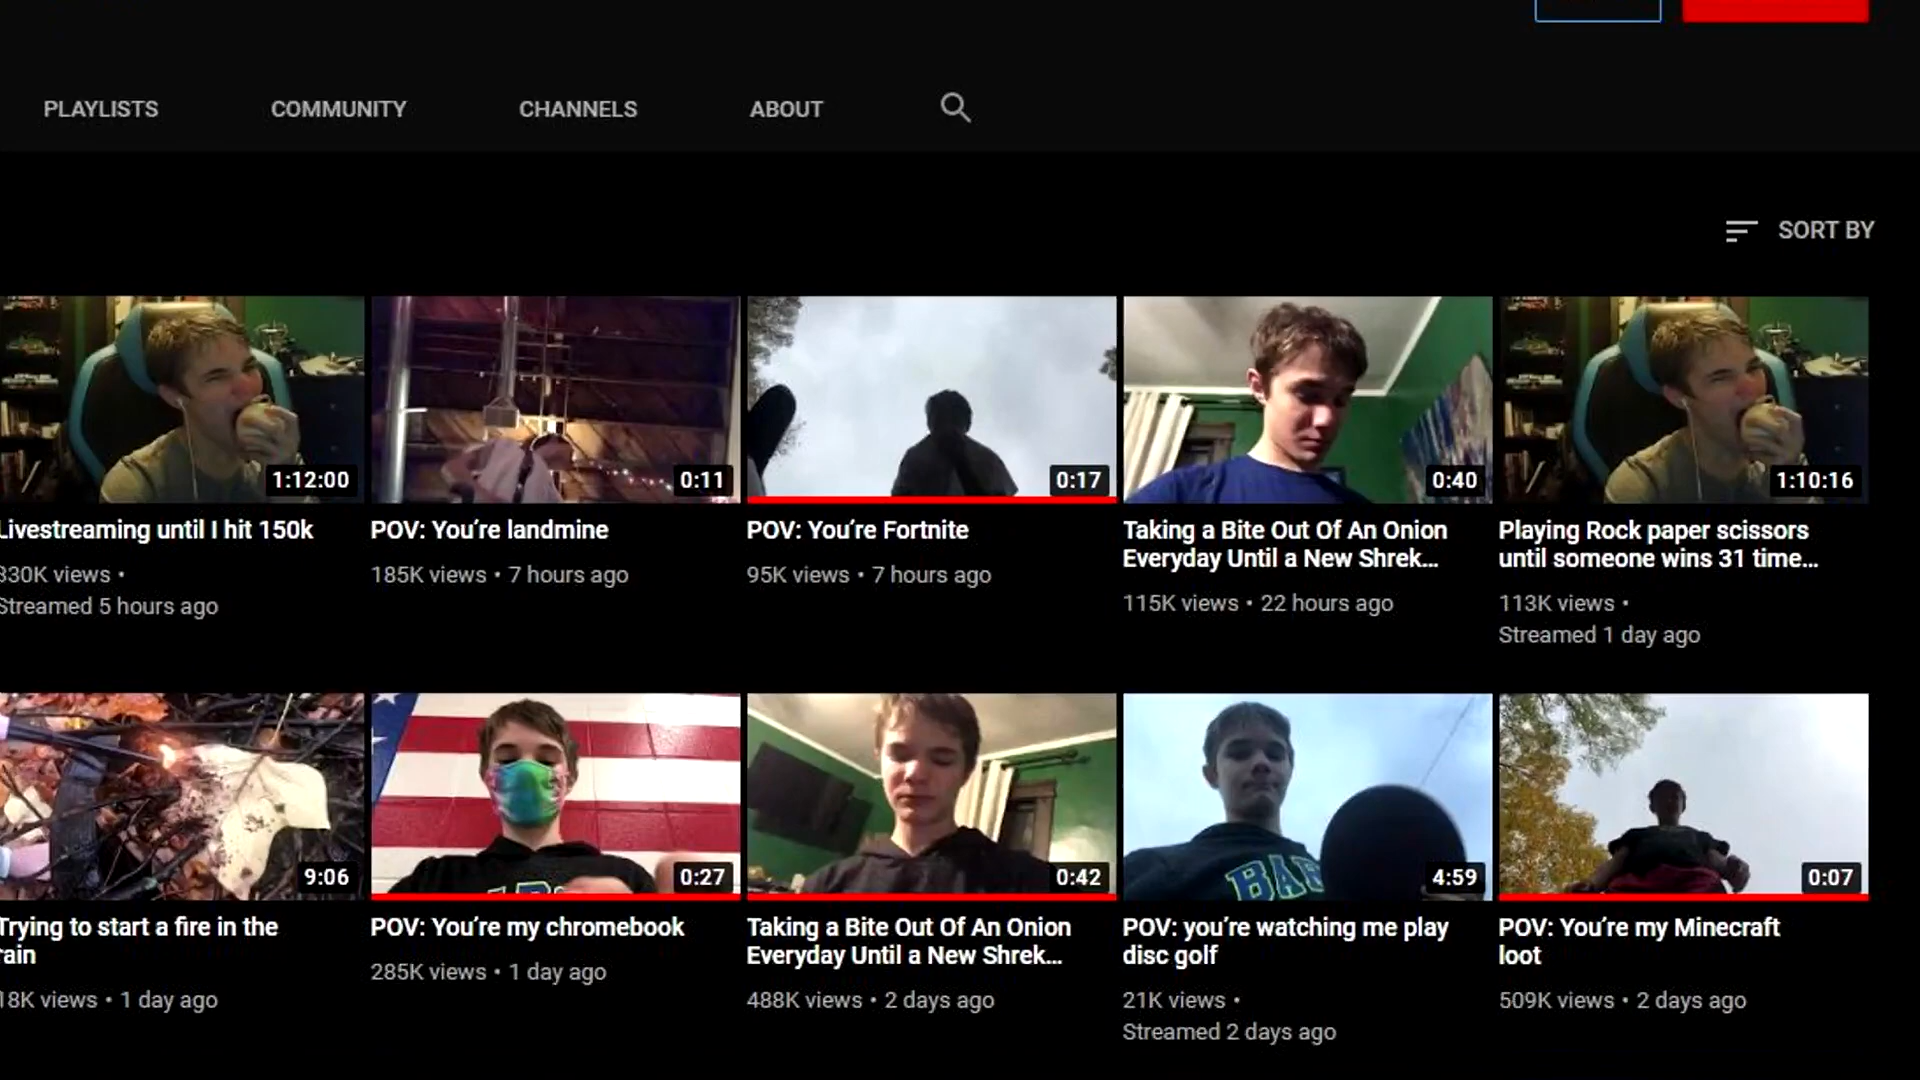 PLAYLISTS COMMUNITY CHANNELS ABOUT
SORT BY
1:12:00 0:11 0:17 0:40 1:10:16
Livestreaming until I hit 150k
330K views •
Streamed 5 hours ago
POV: You're landmine
185K views • 7 hours ago
POV: You're Fortnite
95K views • 7 hours ago
Taking a Bite Out Of An Onion
Everyday Until a New Shrek...
115K views • 22 hours ago
Playing Rock paper scissors
until someone wins 31 time...
113K views •
Streamed 1 day ago
BAR
9:06 0:27 0:42 4:59 0:07
Trying to start a fire in the
rain
18K views • 1 day ago
POV: You're my chromebook
285K views • 1 day ago
Taking a Bite Out Of An Onion
Everyday Until a New Shrek...
488K views • 2 days ago
POV: you're watching me play
disc golf
21K views •
Streamed 2 days ago
POV: You're my Minecraft
loot
509K views • 2 days ago